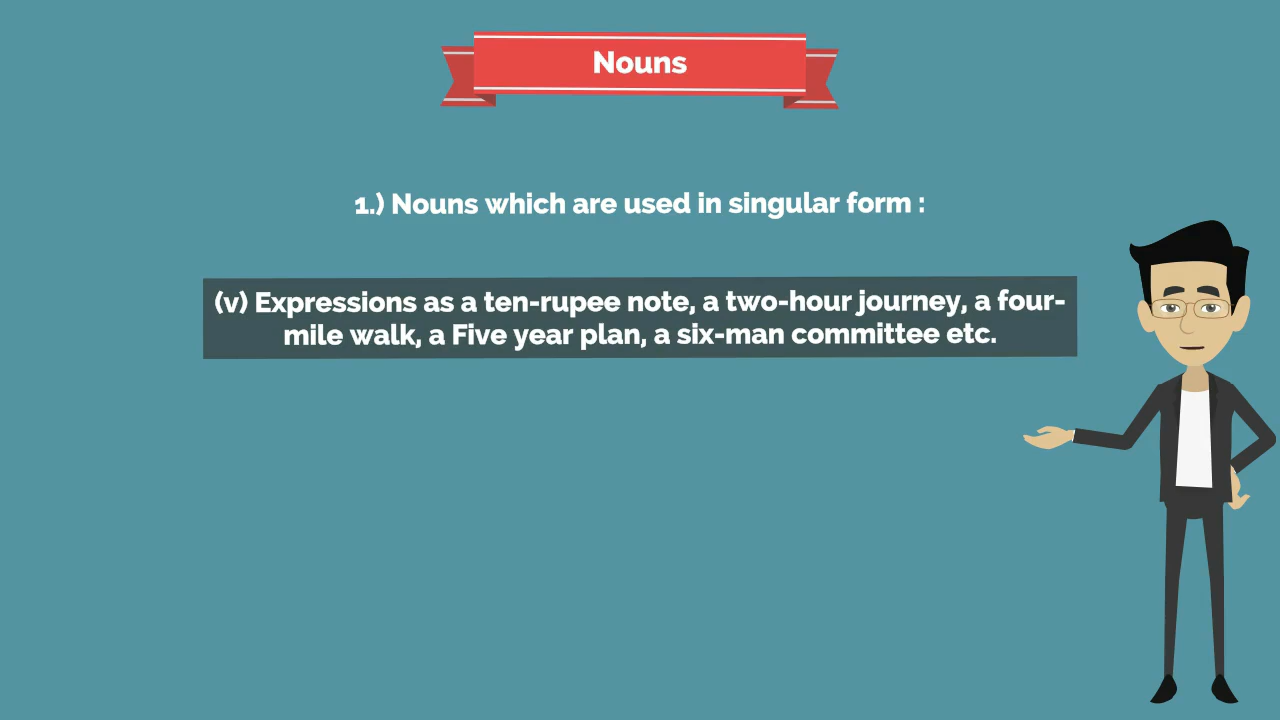 Nouns
1.) Nouns which are used in singular form :
(v) Expressions as a ten-rupee note, a two-hour journey, a four-
mile walk, a Five year plan, a six-man committee etc.